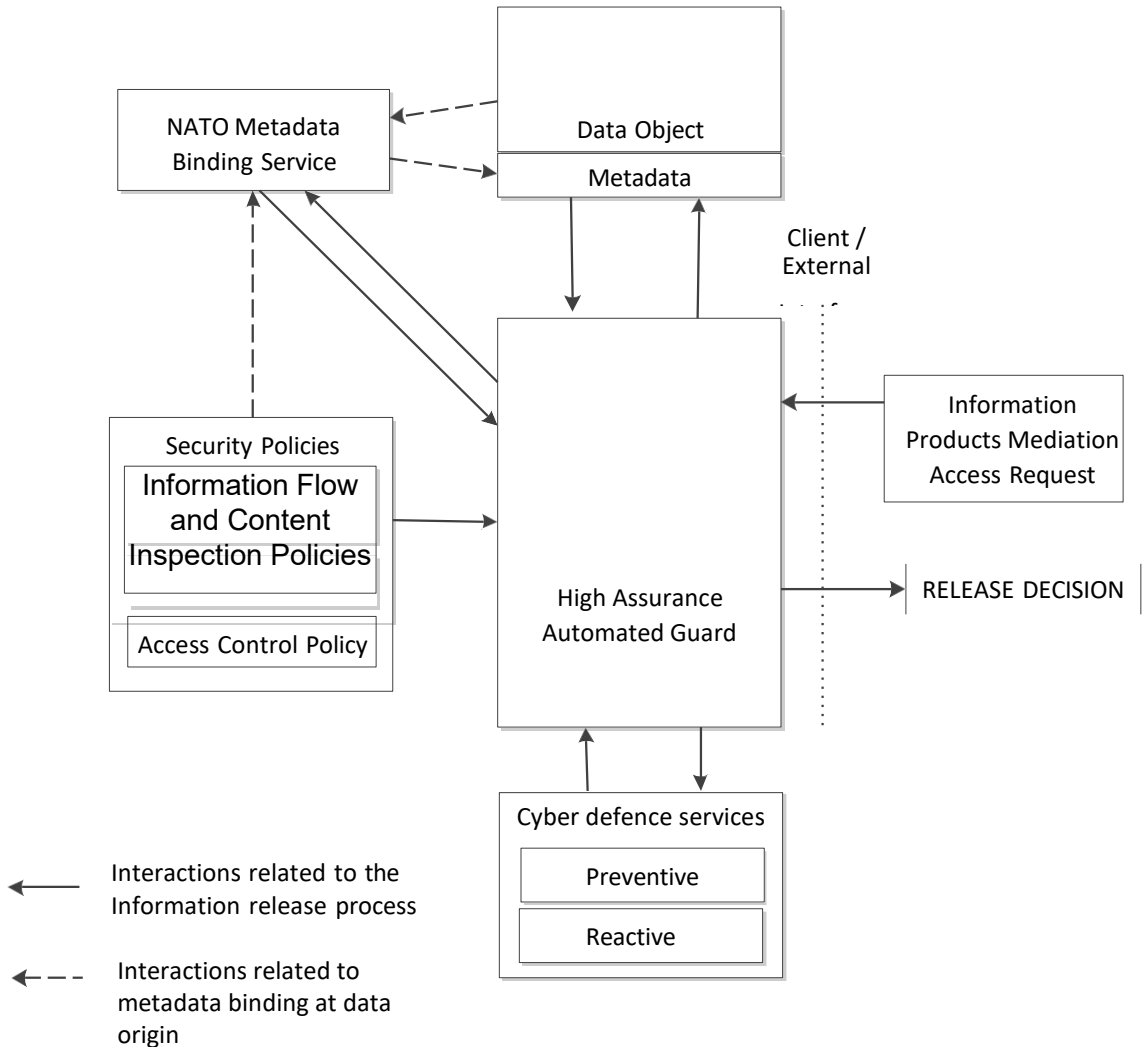 NATO Metadata
Binding Service
Data Object
Metadata
Client /
External
Security Policies
Information Flow
and Content
Inspection Policies
Access Control Policy
High Assurance
Automated Guard
Information
Products Mediation
Access Request
RELEASE DECISION
Cyber defence services
Preventive
Reactive
Interactions related to the
Information release process
Interactions related to
metadata binding at data
origin